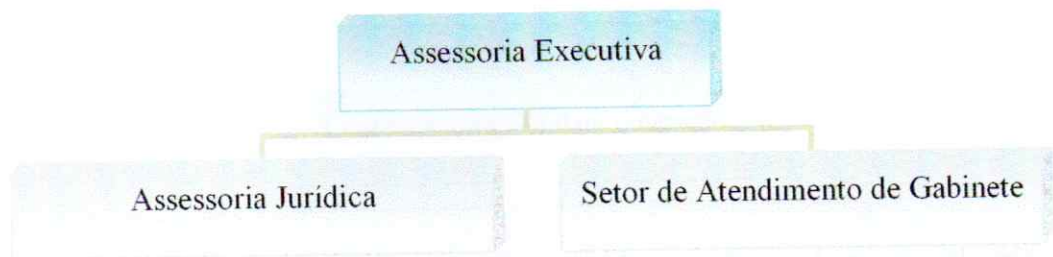 Assessoria Executiva
Assessoria Jurídica
Setor de Atendimento de Gabinete